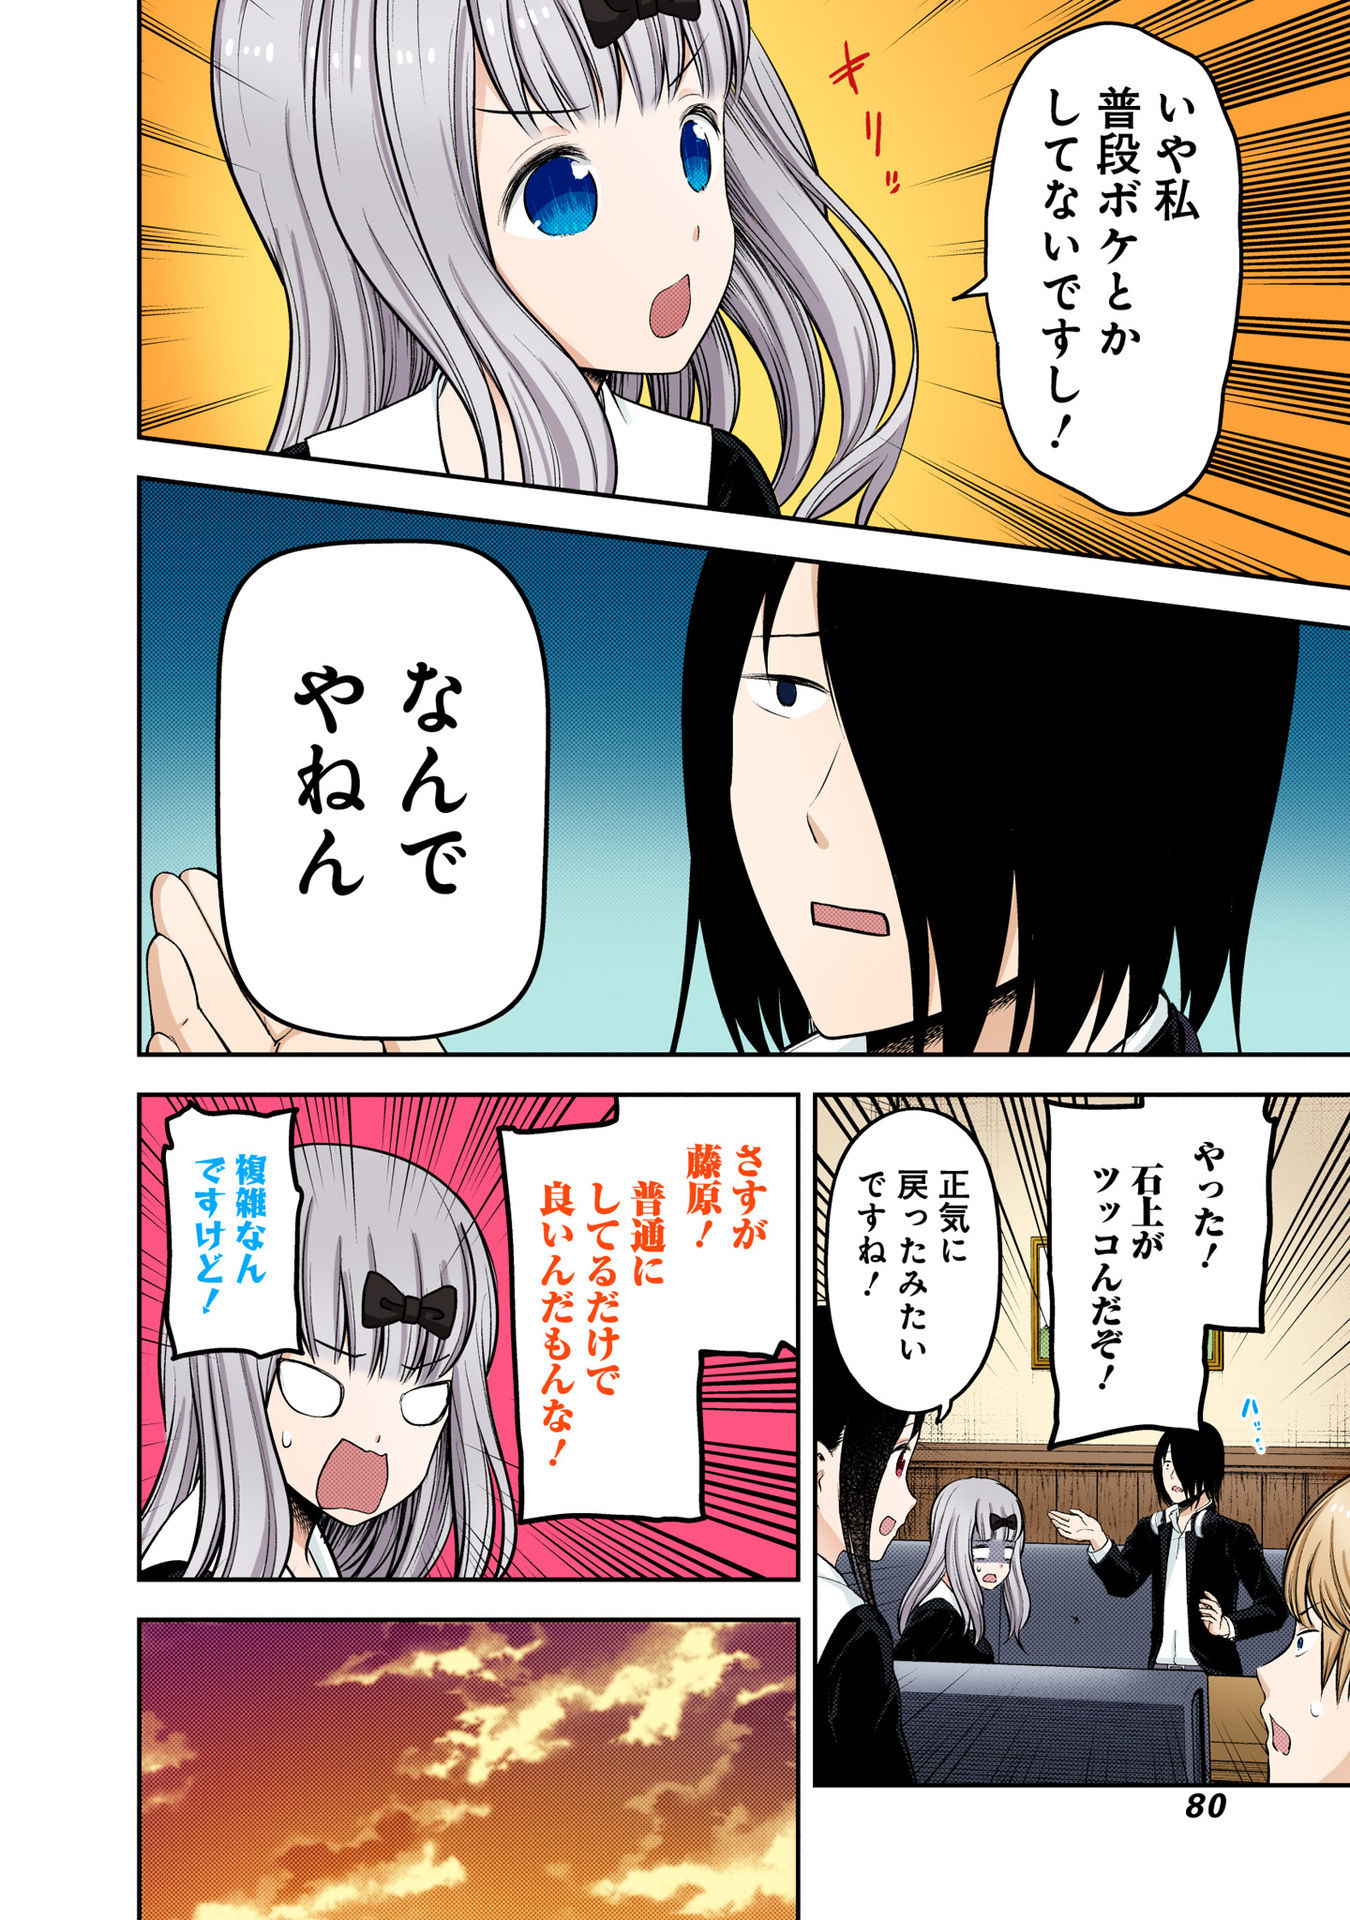 いや私
普段ボケとか
してないですし！
キリッ
なんで
やねん
やった！
石上が
ツッコんだぞ！
正気に
戻ったみたい
ですね！
ハッ…
さすが
藤原！
普通に
してるだけで
良いんだもんな！
複雑なん
ですけど！
80